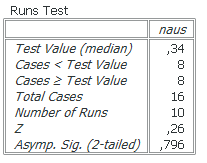 Runs Test
naus
Test Value (median) ,34
Cases < Test Value 8
Cases ≥ Test Value 8
Total Cases 16
Number of Runs 10
Z ,26
Asymp. Sig. (2-tailed) ,796